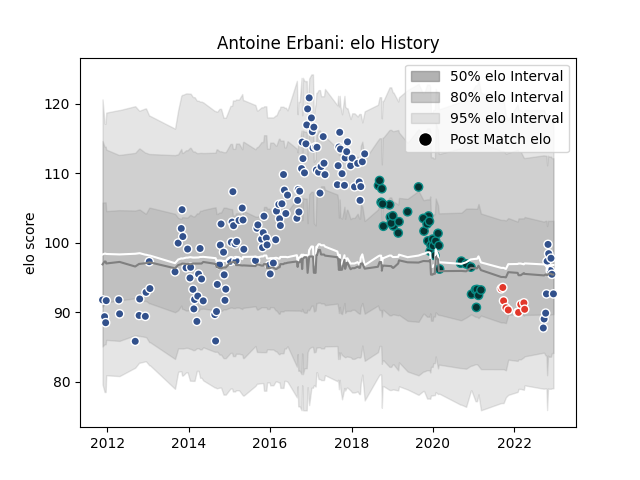 Antoine Erbani: elo History
50% elo Interval
80% elo Interval
95% elo Interval
Post Match elo
elo score
120
110
100
90
80
2012
2014
2016
2018
2020
2022